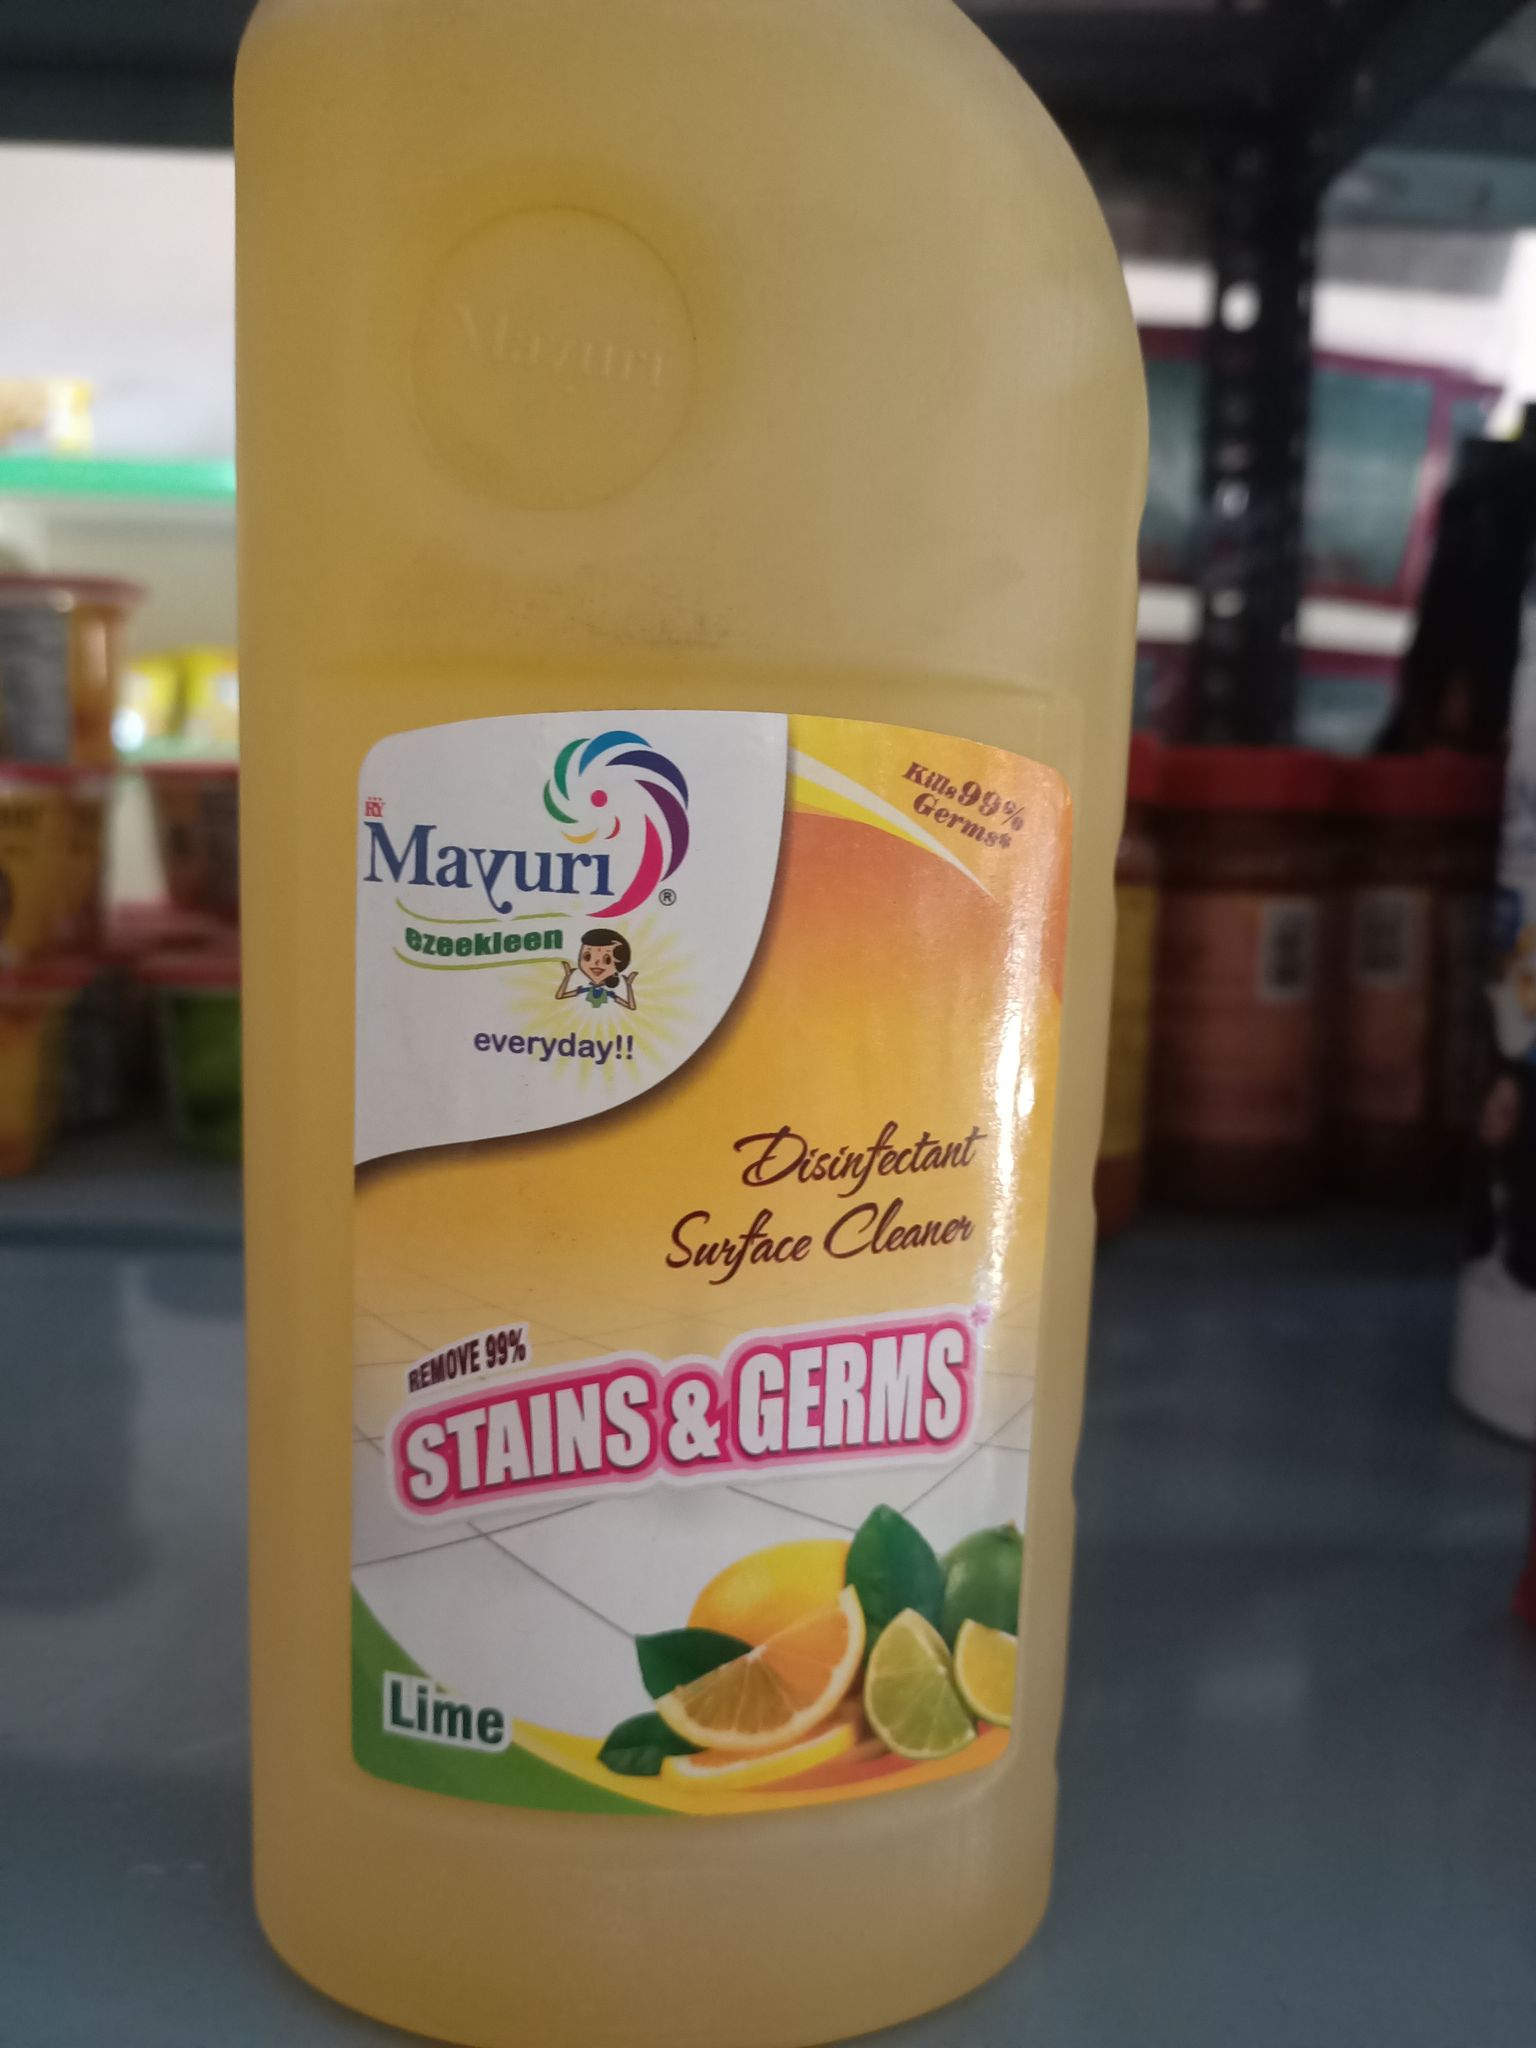 Mayuri
Kills 99%
Germs*
RY
Mayuri®
ezeekleen
everyday!!
Disinfectant
Surface Cleaner
REMOVE 99%
STAINS & GERMS*
Lime